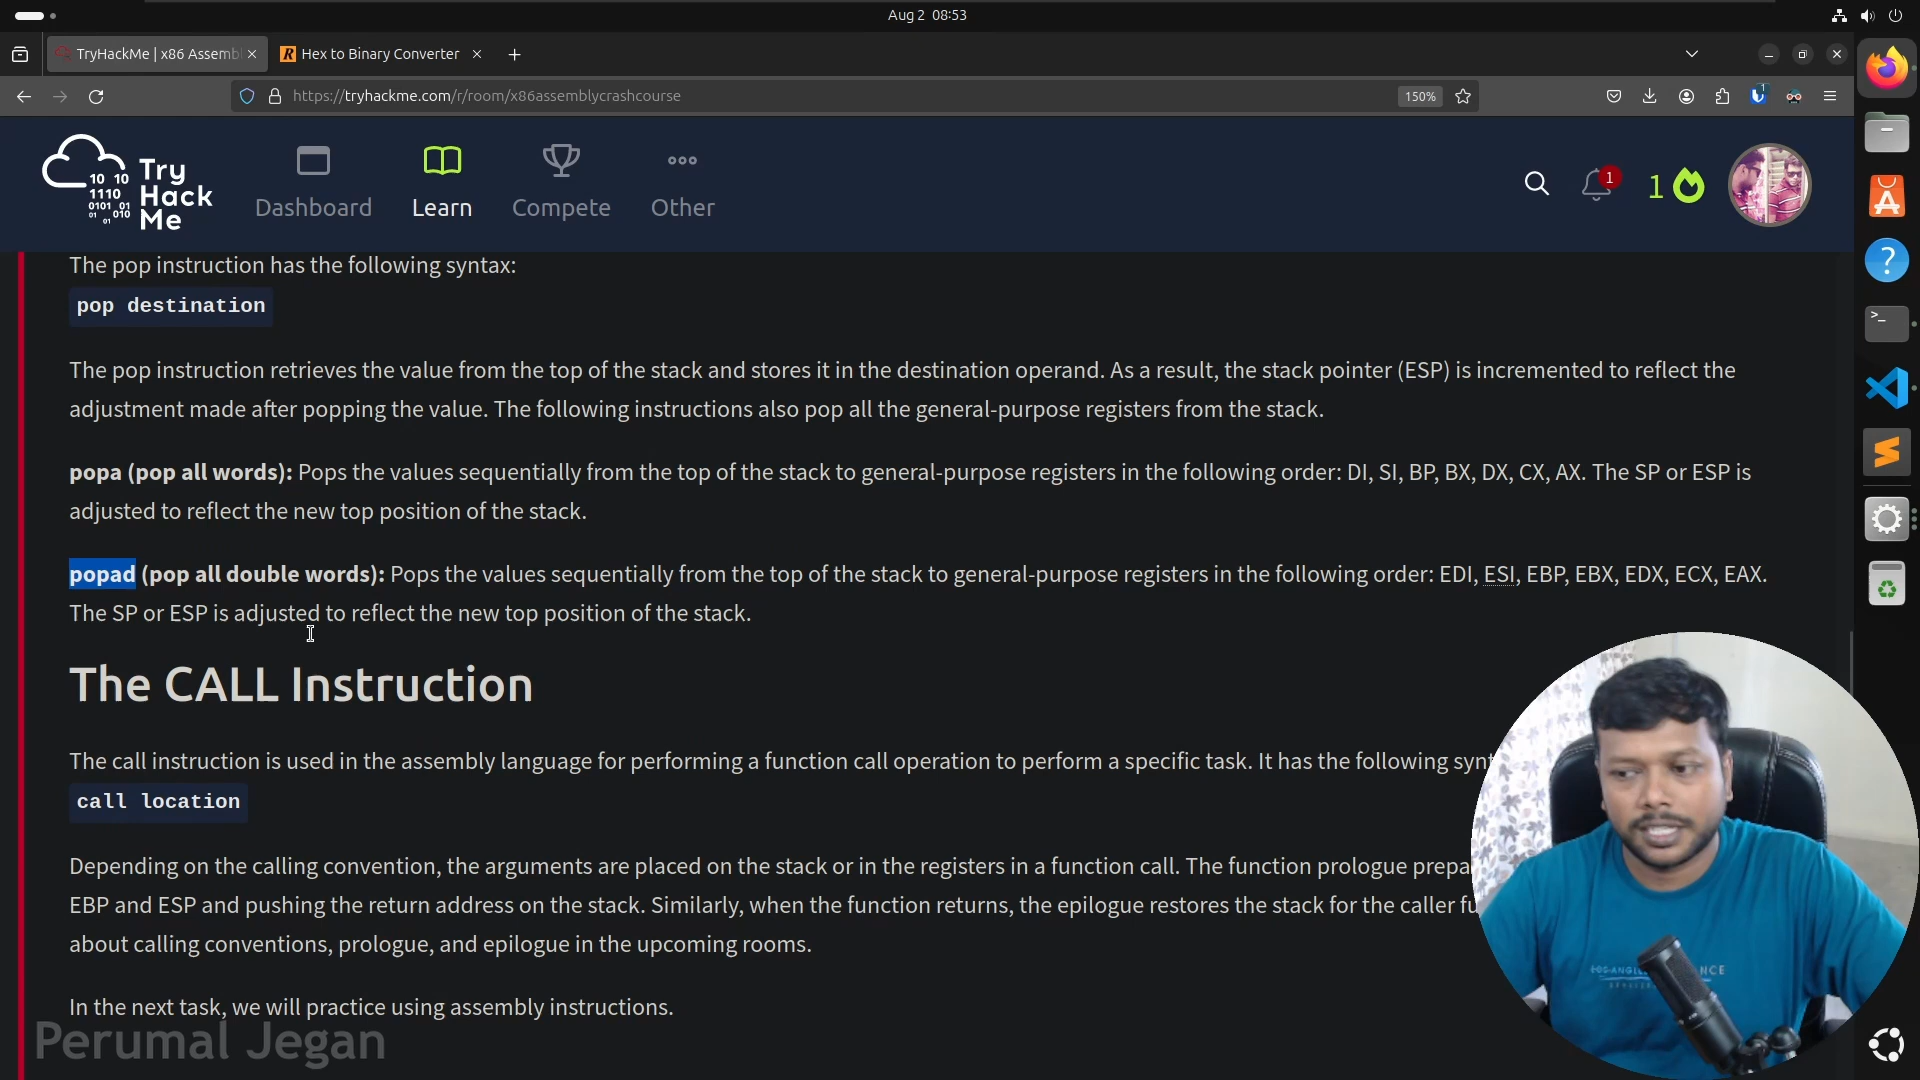 Aug 2 08:53
TryHackMe | x86 Assemb
Hex to Binary Converter
https://tryhackme.com/r/room/x86assemblycrashcourse
150%
1
10 10
1110
0101 01
01 010
Try
Hack
Me
Dashboard
Learn
Compete
Other
1
1
The pop instruction has the following syntax:
pop destination
The pop instruction retrieves the value from the top of the stack and stores it in the destination operand. As a result, the stack pointer (ESP) is incremented to reflect the
adjustment made after popping the value. The following instructions also pop all the general-purpose registers from the stack.
popa (pop all words): Pops the values sequentially from the top of the stack to general-purpose registers in the following order: DI, SI, BP, BX, DX, CX, AX. The SP or ESP is
adjusted to reflect the new top position of the stack.
popad (pop all double words): Pops the values sequentially from the top of the stack to general-purpose registers in the following order: EDI, ESI, EBP, EBX, EDX, ECX, EAX.
The SP or ESP is adjusted to reflect the new top position of the stack.
The CALL Instruction
The call instruction is used in the assembly language for performing a function call operation to perform a specific task. It has the following synt
call location
Depending on the calling convention, the arguments are placed on the stack or in the registers in a function call. The function prologue prepa
EBP and ESP and pushing the return address on the stack. Similarly, when the function returns, the epilogue restores the stack for the caller fu
about calling conventions, prologue, and epilogue in the upcoming rooms.
In the next task, we will practice using assembly instructions.
Perumal Jegan